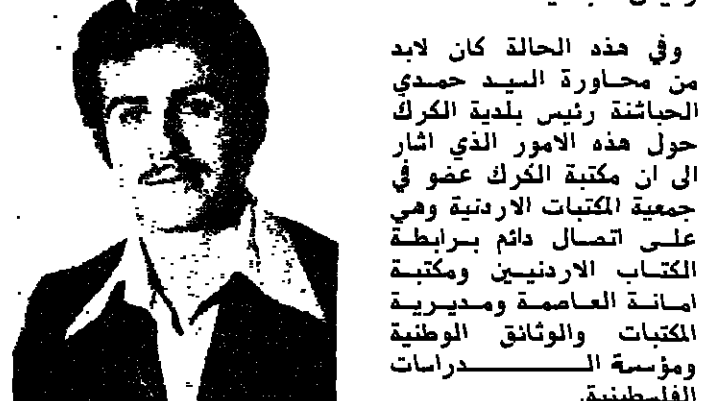 وفي هذه الحالة كان لابد
من محاورة السيد حمدي
الحباشنة رئيس بلدية الكرك
حول هذه الامور الذي اشار
الى ان مكتبة الكرك عضو في
جمعية المكتبات الاردنية وهي
على اتصال دائم برابطة
الكتاب الاردنيين ومكتبة
امانة العاصمة ومديرية
المكتبات والوثائق الوطنية
ومؤسسة الدراسات
الفلسطينية.